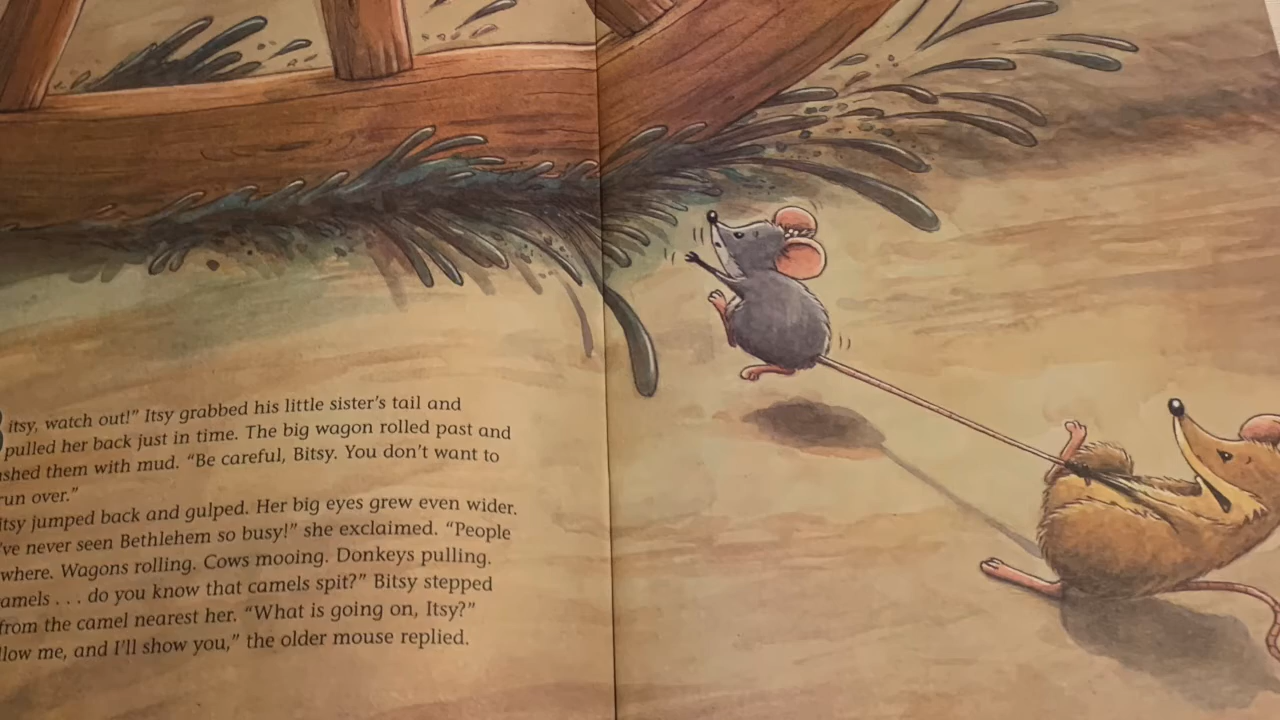 itsy, watch out!” Itsy grabbed his little sister’s tail and
pulled her back just in time. The big wagon rolled past and
shed them with mud. “Be careful, Bitsy. You don’t want to
run over.”
itsy jumped back and gulped. Her big eyes grew even wider.
’ve never seen Bethlehem so busy!” she exclaimed. “People
where. Wagons rolling. Cows mooing. Donkeys pulling.
amels . . . do you know that camels spit?” Bitsy stepped
from the camel nearest her. “What is going on, Itsy?”
llow me, and I’ll show you,” the older mouse replied.